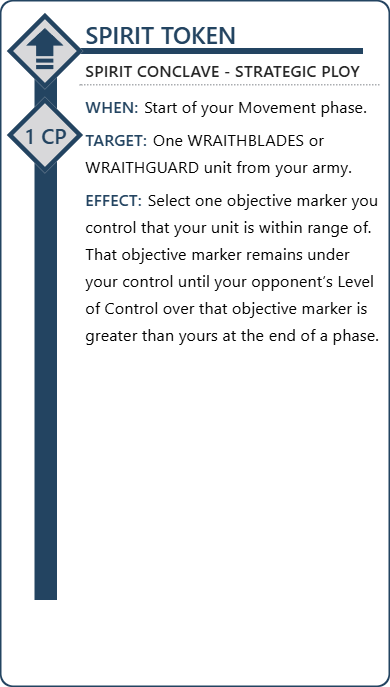 SPIRIT TOKEN
SPIRIT CONCLAVE - STRATEGIC PLOY
WHEN: Start of your Movement phase.
1 CP
TARGET: One WRAITHBLADES or
WRAITHGUARD unit from your army.
EFFECT: Select one objective marker you
control that your unit is within range of.
That objective marker remains under
your control until your opponent's Level
of Control over that objective marker is
greater than yours at the end of a phase.